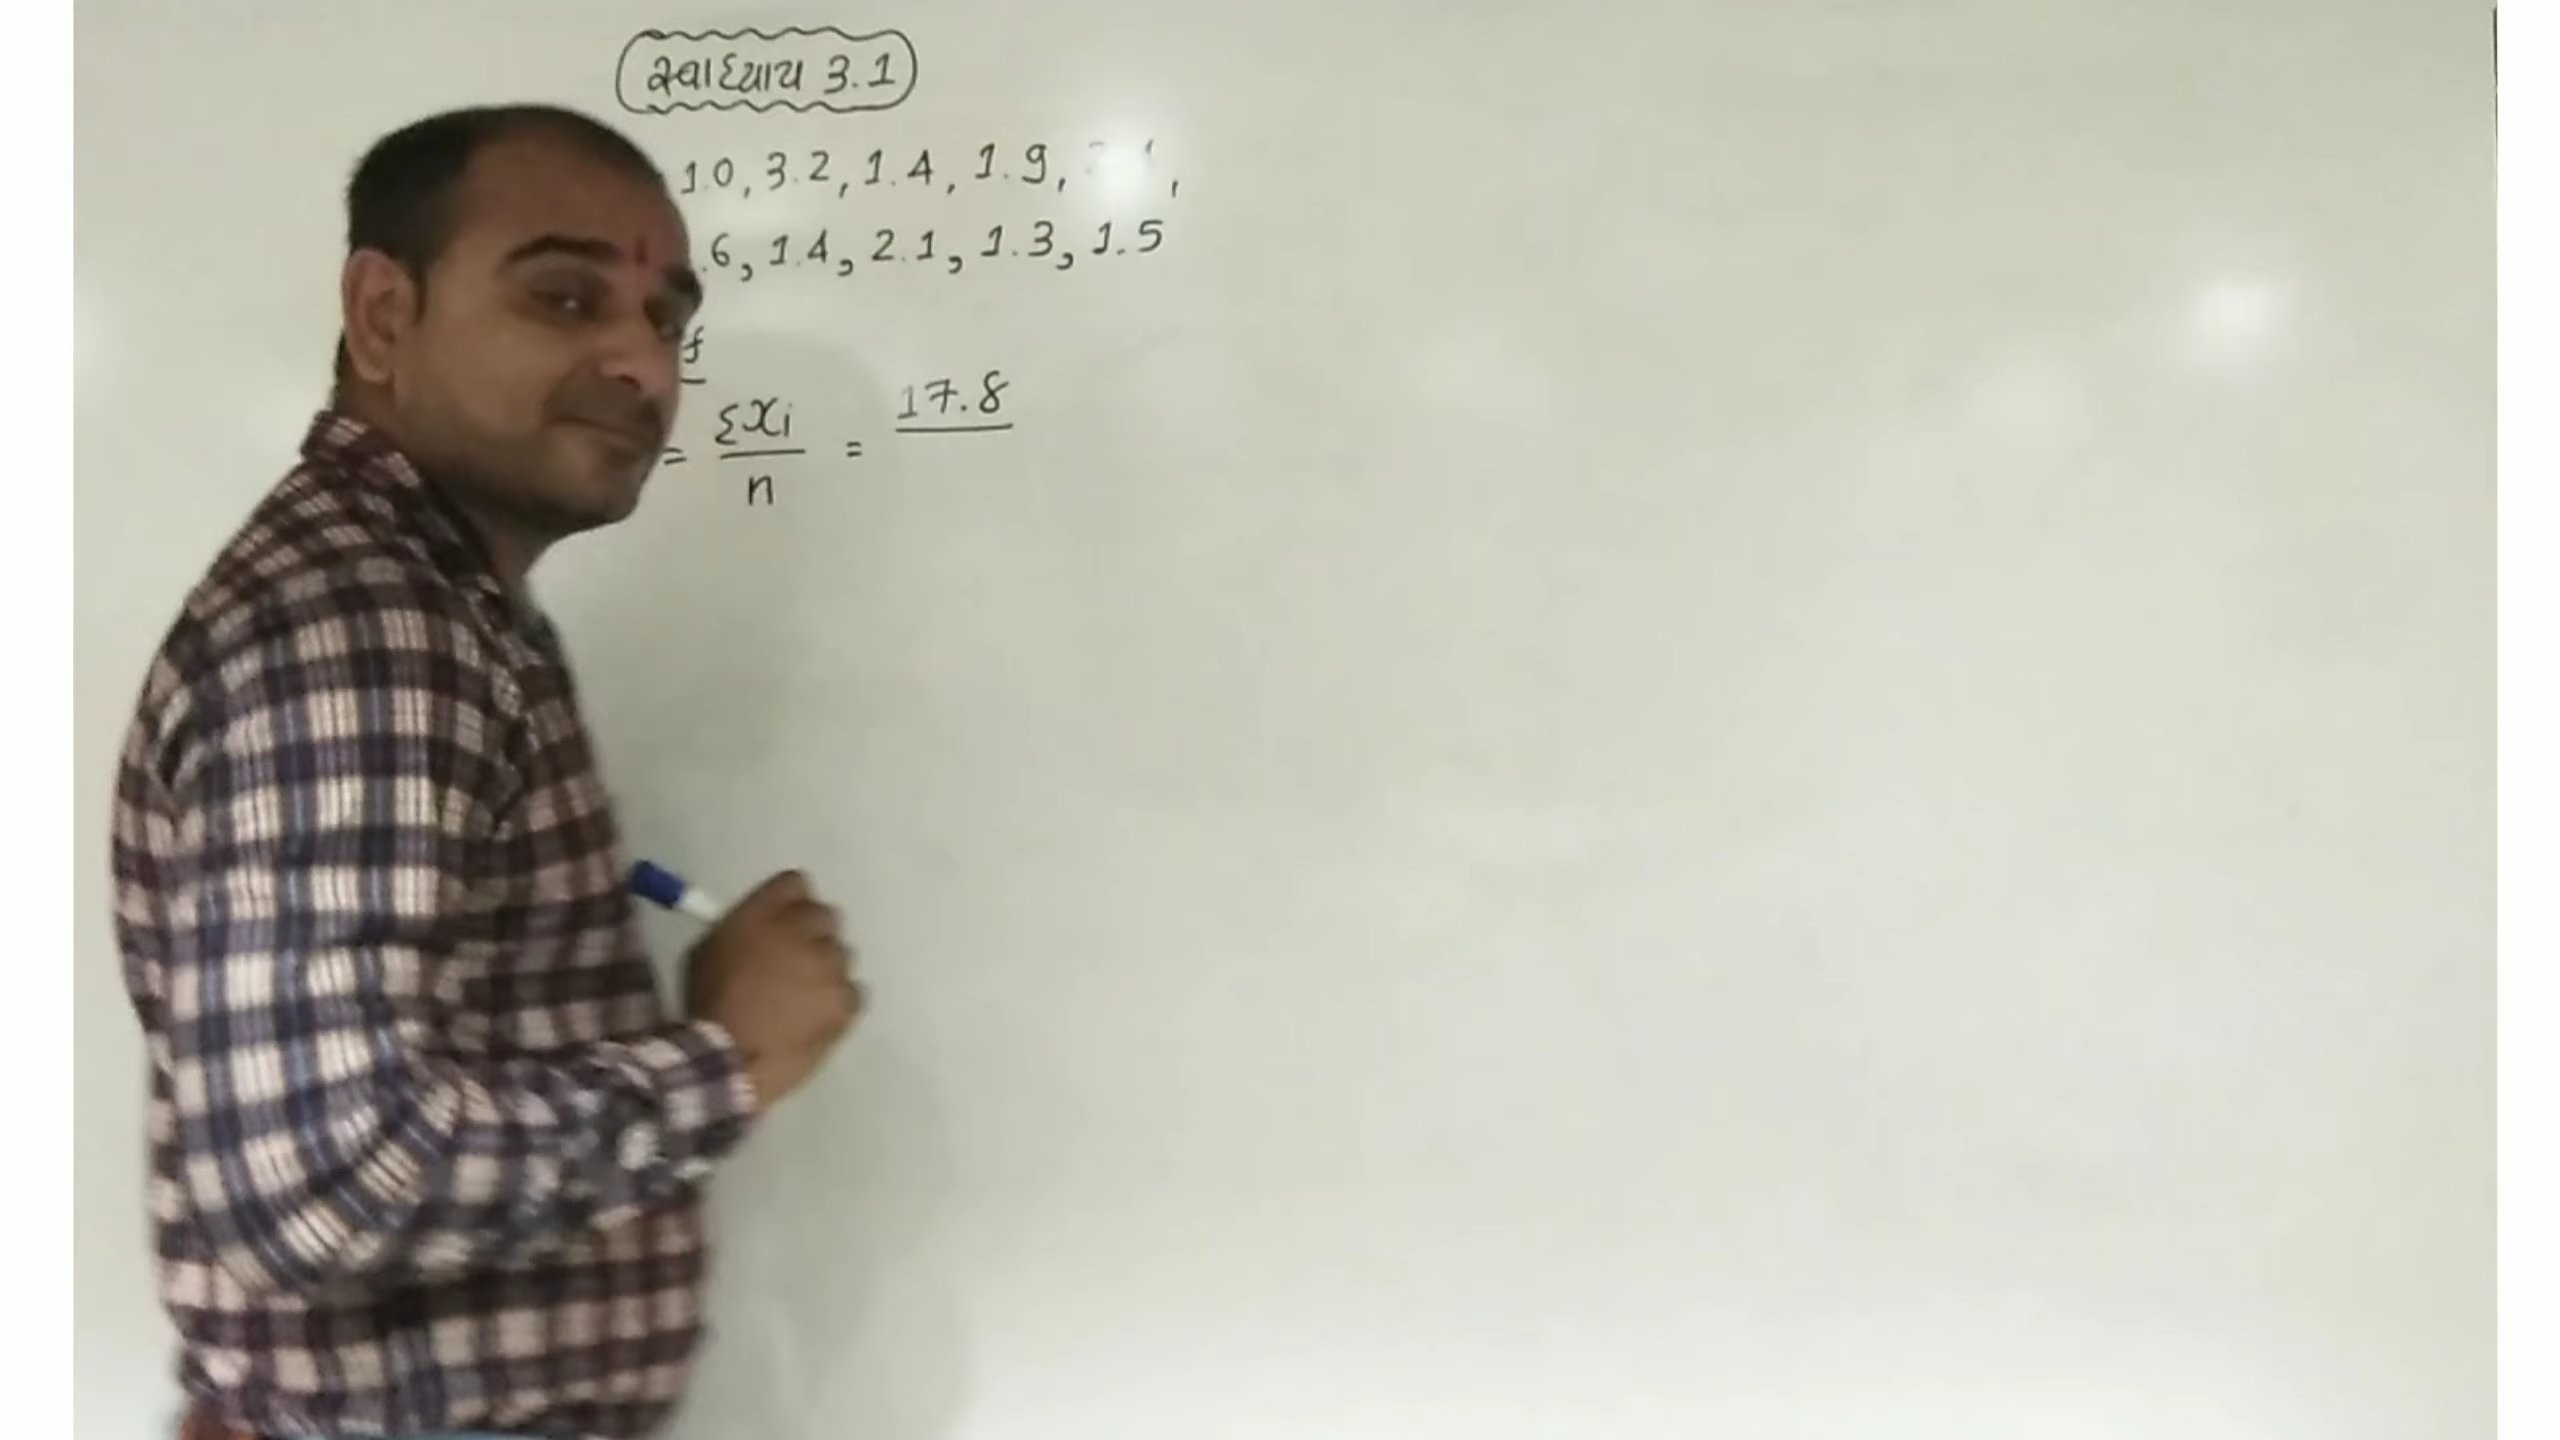 સ્વાધ્યાય 3.1
1.0, 3.2, 1.4, 1.9,
.6, 1.4, 2.1, 1.3, 1.5
f
= Σxi / n = 17.8